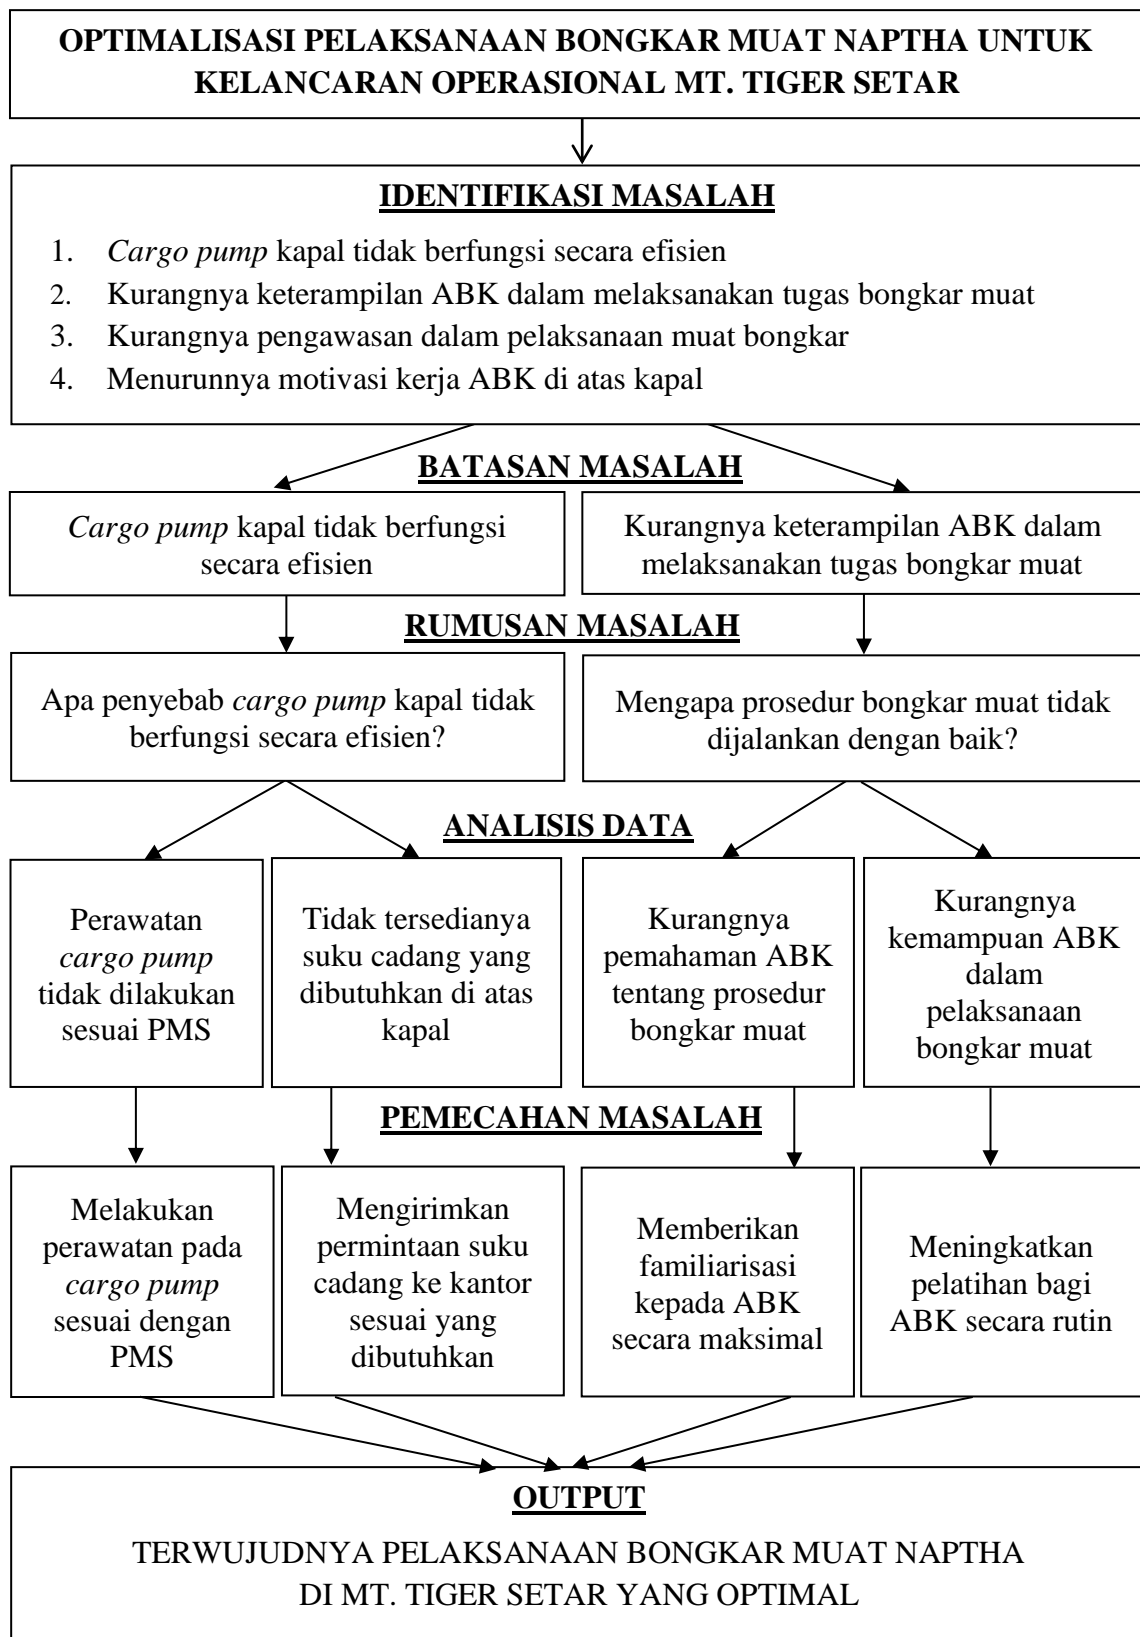 OPTIMALISASI PELAKSANAAN BONGKAR MUAT NAPTHA UNTUK
KELANCARAN OPERASIONAL MT. TIGER SETAR
IDENTIFIKASI MASALAH
1. Cargo pump kapal tidak berfungsi secara efisien
2. Kurangnya keterampilan ABK dalam melaksanakan tugas bongkar muat
3. Kurangnya pengawasan dalam pelaksanaan muat bongkar
4. Menurunnya motivasi kerja ABK di atas kapal
BATASAN MASALAH
Cargo pump kapal tidak berfungsi
secara efisien
Kurangnya keterampilan ABK dalam
melaksanakan tugas bongkar muat
RUMUSAN MASALAH
Apa penyebab cargo pump kapal tidak
berfungsi secara efisien?
Mengapa prosedur bongkar muat tidak
dijalankan dengan baik?
ANALISIS DATA
Perawatan
cargo pump
tidak dilakukan
sesuai PMS
Tidak tersedianya
suku cadang yang
dibutuhkan di atas
kapal
Kurangnya
pemahaman ABK
tentang prosedur
bongkar muat
Kurangnya
kemampuan ABK
dalam
pelaksanaan
bongkar muat
PEMECAHAN MASALAH
Melakukan
perawatan pada
cargo pump
sesuai dengan
PMS
Mengirimkan
permintaan suku
cadang ke kantor
sesuai yang
dibutuhkan
Memberikan
familiarisasi
kepada ABK
secara maksimal
Meningkatkan
pelatihan bagi
ABK secara rutin
OUTPUT
TERWUJUDNYA PELAKSANAAN BONGKAR MUAT NAPTHA
DI MT. TIGER SETAR YANG OPTIMAL